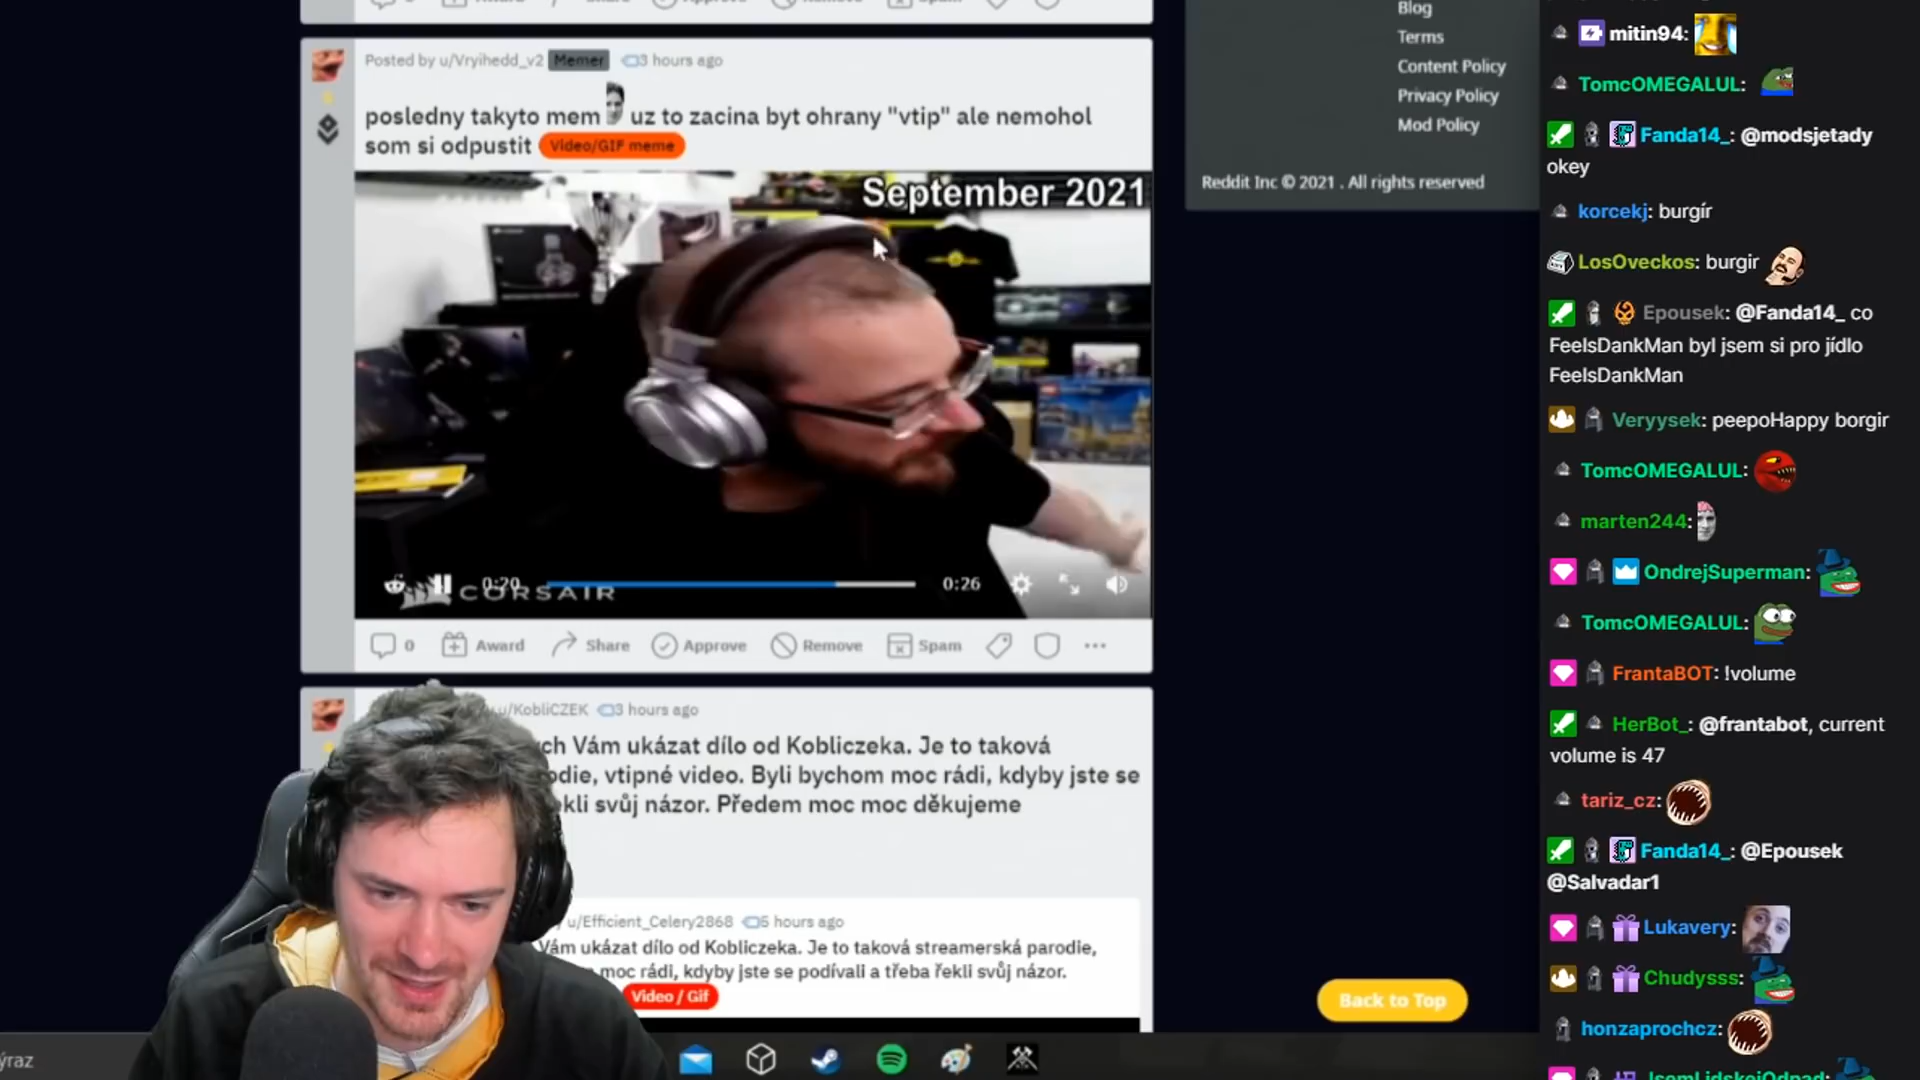 Posted by u/Vryihedd_v2 Memer 3 hours ago
posledny takyto mem uz to zacina byt ohrany "vtip" ale nemohol
som si odpustit Video/GIF meme
September 2021
0:20
0:26
CORSAIR
0 Award Share Approve Remove Spam
u/KobliCZEK 3 hours ago
ch Vám ukázat dílo od Kobliczeka. Je to taková
odie, vtipné video. Byli bychom moc rádi, kdyby jste se
ekli svůj názor. Předem moc moc děkujeme
u/Efficient_Celery2868 5 hours ago
Vám ukázat dílo od Kobliczeka. Je to taková streamerská parodie,
moc rádi, kdyby jste se podívali a třeba řekli svůj názor.
Video / Gif
Blog
Terms
Content Policy
Privacy Policy
Mod Policy
Reddit Inc © 2021 . All rights reserved
Back to Top
ýraz
mitin94:
TomcOMEGALUL:
Fanda14_: @modsjetady
okey
korcekj: burgír
LosOveckos: burgir
Epousek: @Fanda14_ co
FeelsDankMan byl jsem si pro jídlo
FeelsDankMan
Veryysek: peepoHappy borgir
TomcOMEGALUL:
marten244:
OndrejSuperman:
TomcOMEGALUL:
FrantaBOT: !volume
HerBot_: @frantabot, current
volume is 47
tariz_cz:
Fanda14_: @Epousek
@Salvadar1
Lukavery:
Chudysss:
honzaprochcz:
JsemLidskejOdpad: